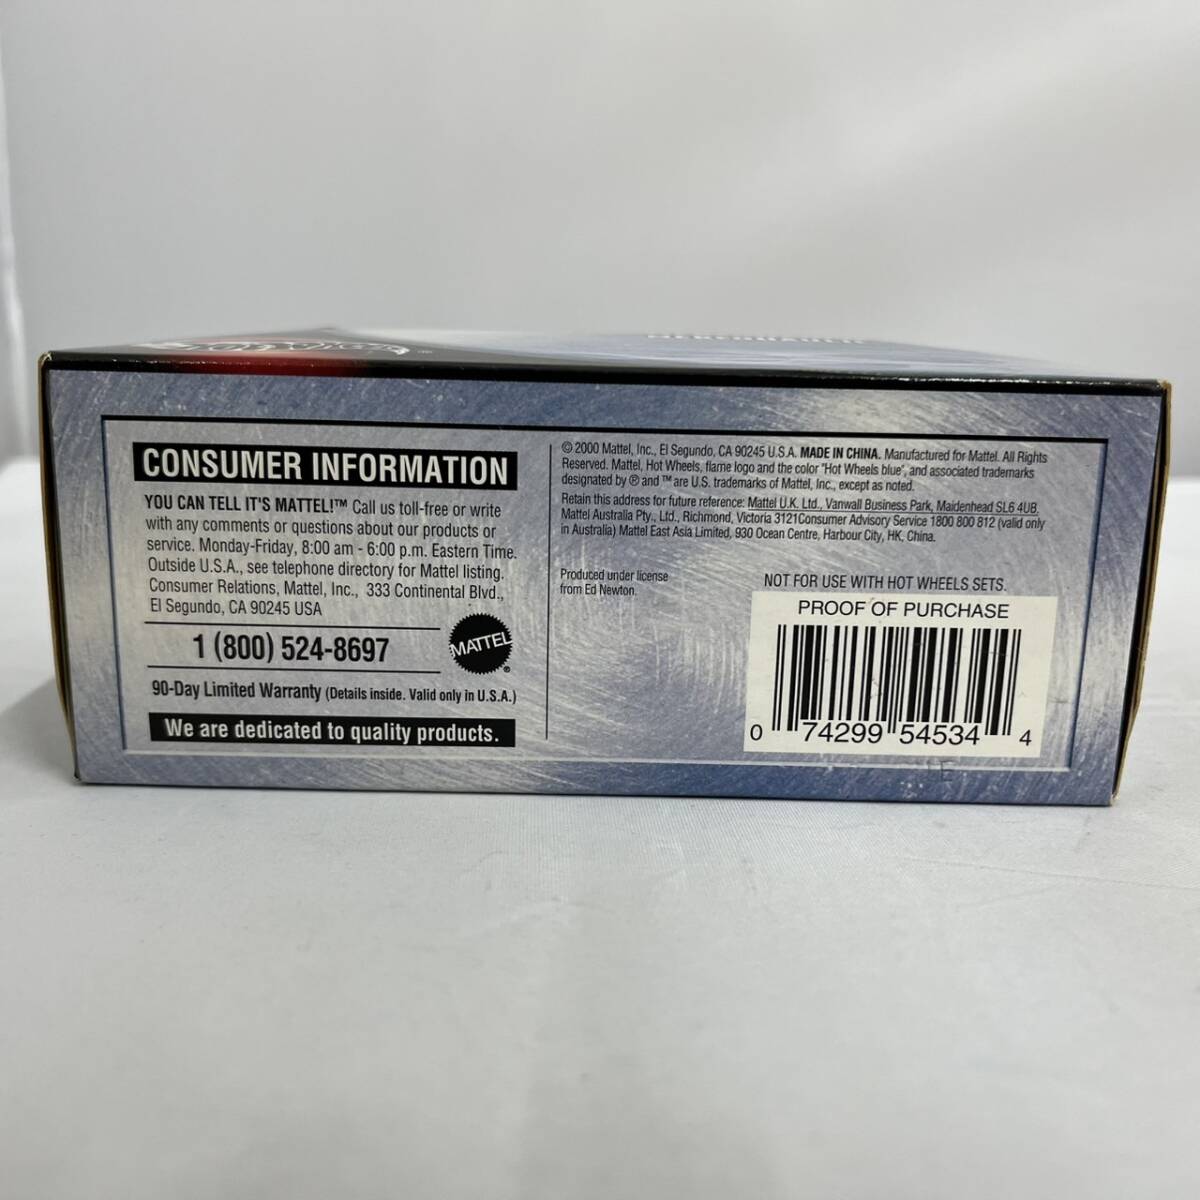 CONSUMER INFORMATION
YOU CAN TELL IT'S MATTEL!™ Call us toll-free or write
with any comments or questions about our products or
service. Monday-Friday, 8:00 am - 6:00 p.m. Eastern Time.
Outside U.S.A., see telephone directory for Mattel listing.
Consumer Relations, Mattel, Inc., 333 Continental Blvd.,
El Segundo, CA 90245 USA
1 (800) 524-8697
MATTEL
®
90-Day Limited Warranty (Details inside. Valid only in U.S.A.)
We are dedicated to quality products.
© 2000 Mattel, Inc., El Segundo, CA 90245 U.S.A. MADE IN CHINA. Manufactured for Mattel. All Rights
Reserved. Mattel, Hot Wheels, flame logo and the color "Hot Wheels blue", and associated trademarks
designated by ® and ™ are U.S. trademarks of Mattel, Inc., except as noted.
Retain this address for future reference: Mattel U.K. Ltd., Vanwall Business Park, Maidenhead SL6 4UB.
Mattel Australia Pty., Ltd., Richmond, Victoria 3121Consumer Advisory Service 1800 800 812 (valid only
in Australia) Mattel East Asia Limited, 930 Ocean Centre, Harbour City, HK, China.
Produced under license
from Ed Newton.
NOT FOR USE WITH HOT WHEELS SETS.
PROOF OF PURCHASE
0 74299 54534 4
E